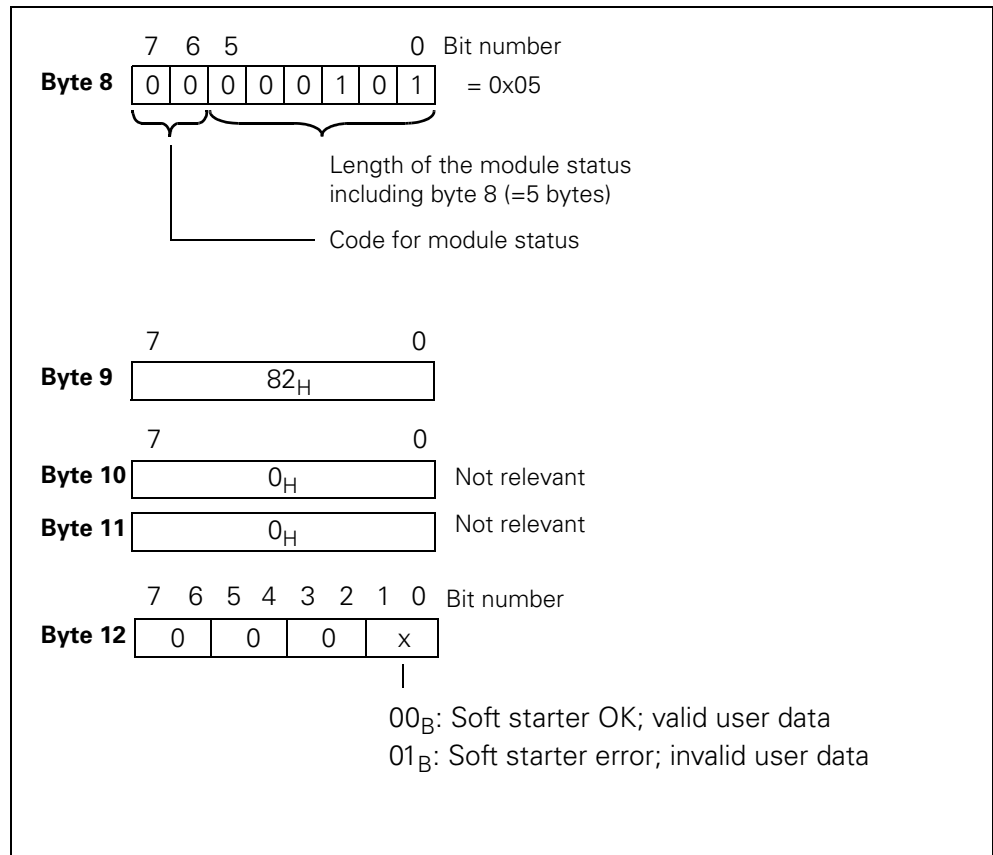 7 6 5 0 Bit number
Byte 8 0 0 0 0 0 1 0 1 = 0x05
Length of the module status
including byte 8 (=5 bytes)
Code for module status
7 0
Byte 9 82H
7 0
Byte 10 0H Not relevant
Byte 11 0H Not relevant
7 6 5 4 3 2 1 0 Bit number
Byte 12 0 0 0 x
00B: Soft starter OK; valid user data
01B: Soft starter error; invalid user data